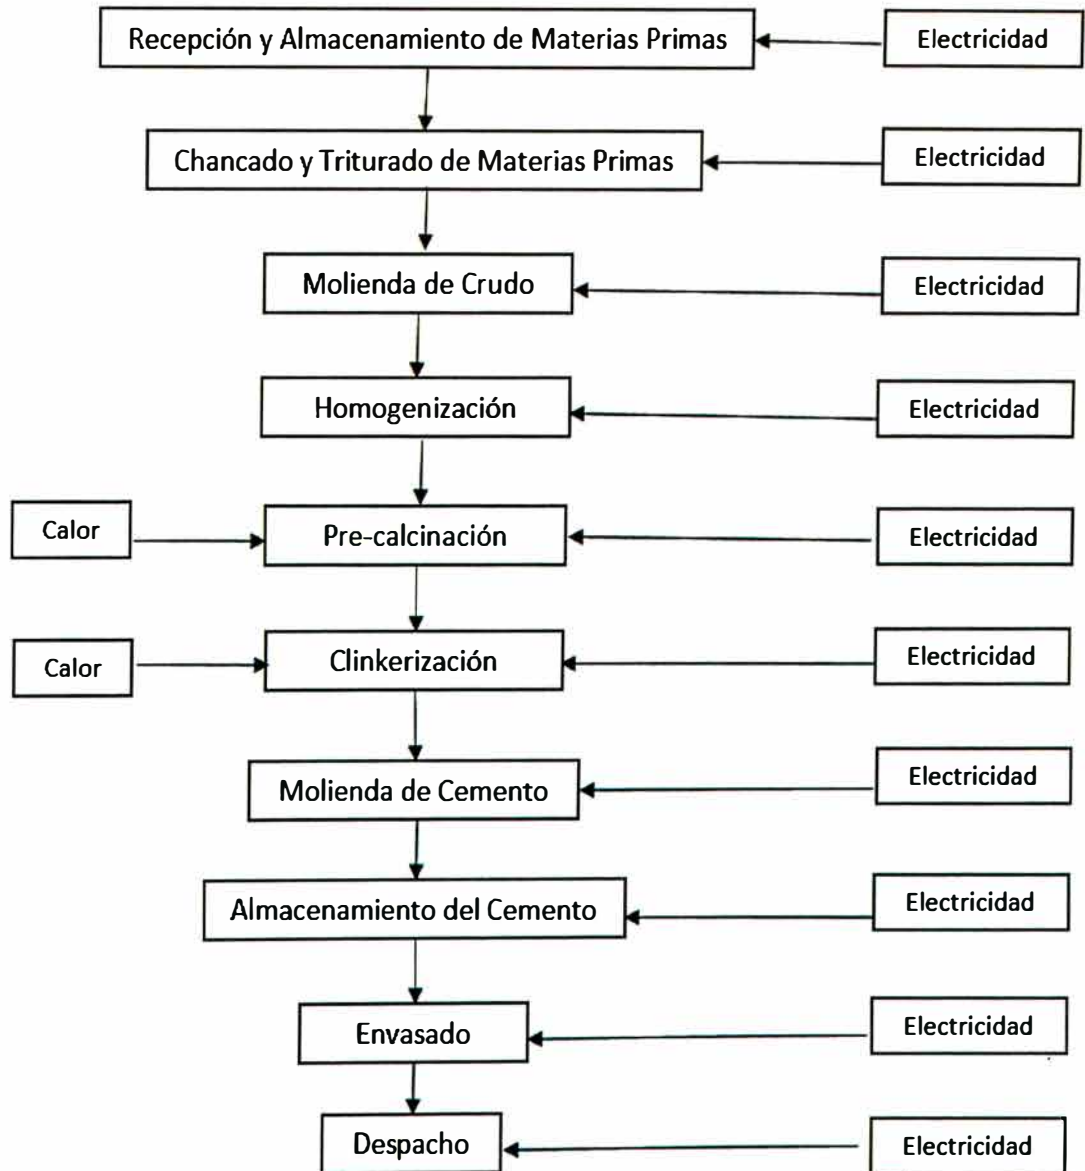 Recepción y Almacenamiento de Materias Primas
Electricidad
Chancado y Triturado de Materias Primas
Electricidad
Molienda de Crudo
Electricidad
Homogenización
Electricidad
Calor
Pre-calcinación
Electricidad
Calor
Clinkerización
Electricidad
Molienda de Cemento
Electricidad
Almacenamiento del Cemento
Electricidad
Envasado
Electricidad
Despacho
Electricidad